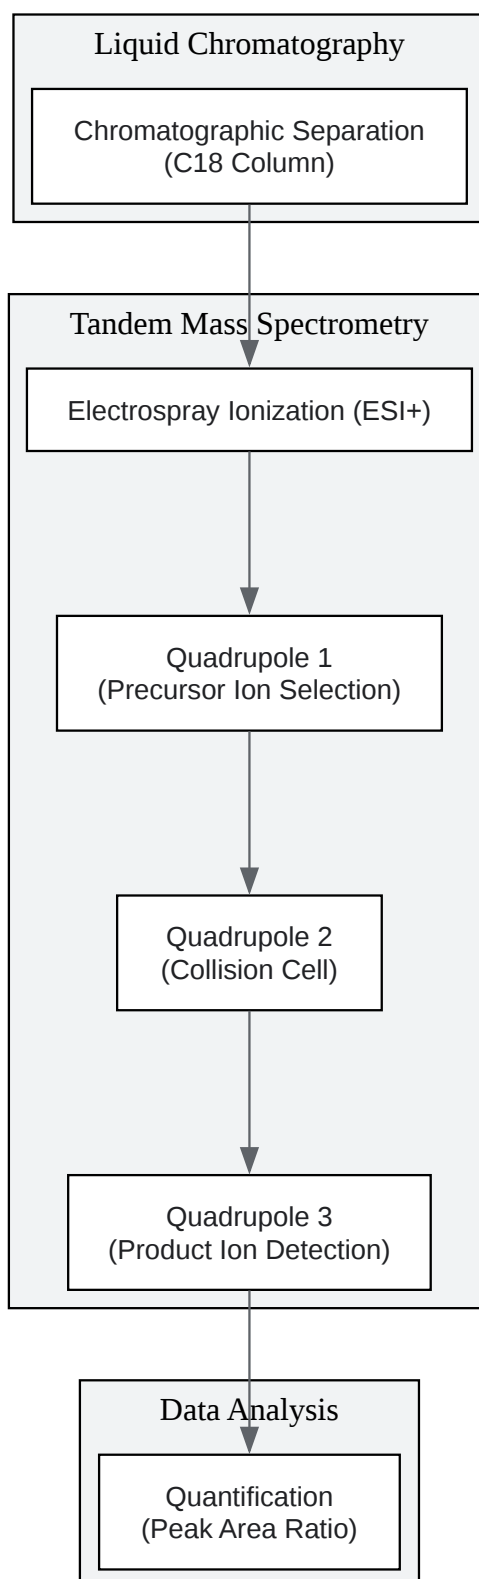 Liquid Chromatography
Chromatographic Separation
(C18 Column)
Tandem Mass Spectrometry
Electrospray Ionization (ESI+)
Quadrupole 1
(Precursor Ion Selection)
Quadrupole 2
(Collision Cell)
Quadrupole 3
(Product Ion Detection)
Data Analysis
Quantification
(Peak Area Ratio)